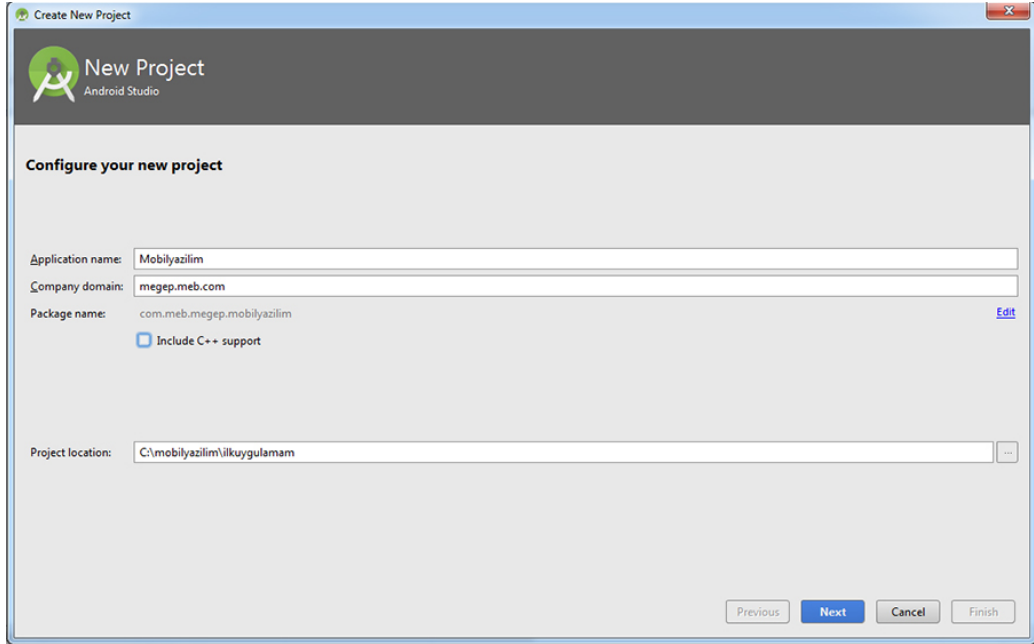 Create New Project
New Project
Android Studio
Configure your new project
Application name: Mobilyazilim
Company domain: megep.meb.com
Package name: com.meb.megep.mobilyazilim Edit
Include C++ support
Project location: C:\mobilyazilim\ilkuygulamam ...
Previous Next Cancel Finish